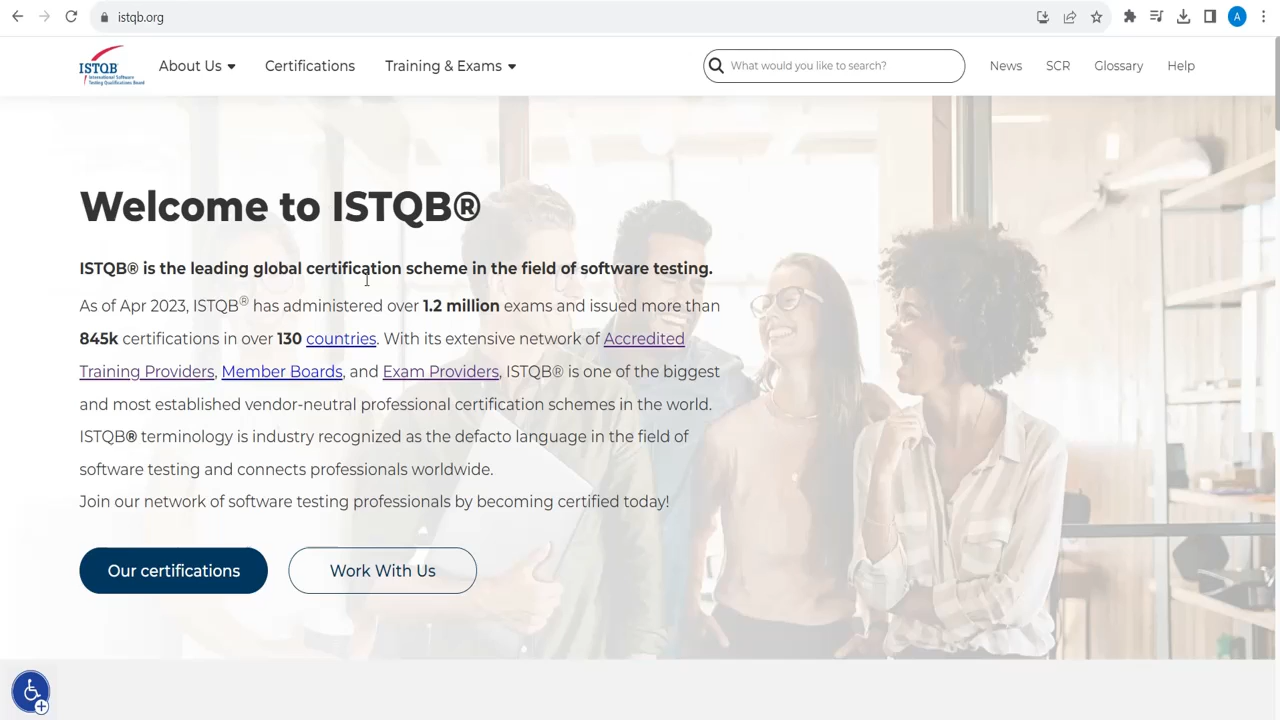 istqb.org
A
ISTQB
International Software
Testing Qualifications Board
About Us
Certifications
Training & Exams
What would you like to search?
News
SCR
Glossary
Help
Welcome to ISTQB®
ISTQB® is the leading global certification scheme in the field of software testing.
As of Apr 2023, ISTQB® has administered over 1.2 million exams and issued more than
845k certifications in over 130 countries. With its extensive network of Accredited
Training Providers, Member Boards, and Exam Providers, ISTQB® is one of the biggest
and most established vendor-neutral professional certification schemes in the world.
ISTQB® terminology is industry recognized as the defacto language in the field of
software testing and connects professionals worldwide.
Join our network of software testing professionals by becoming certified today!
Our certifications
Work With Us